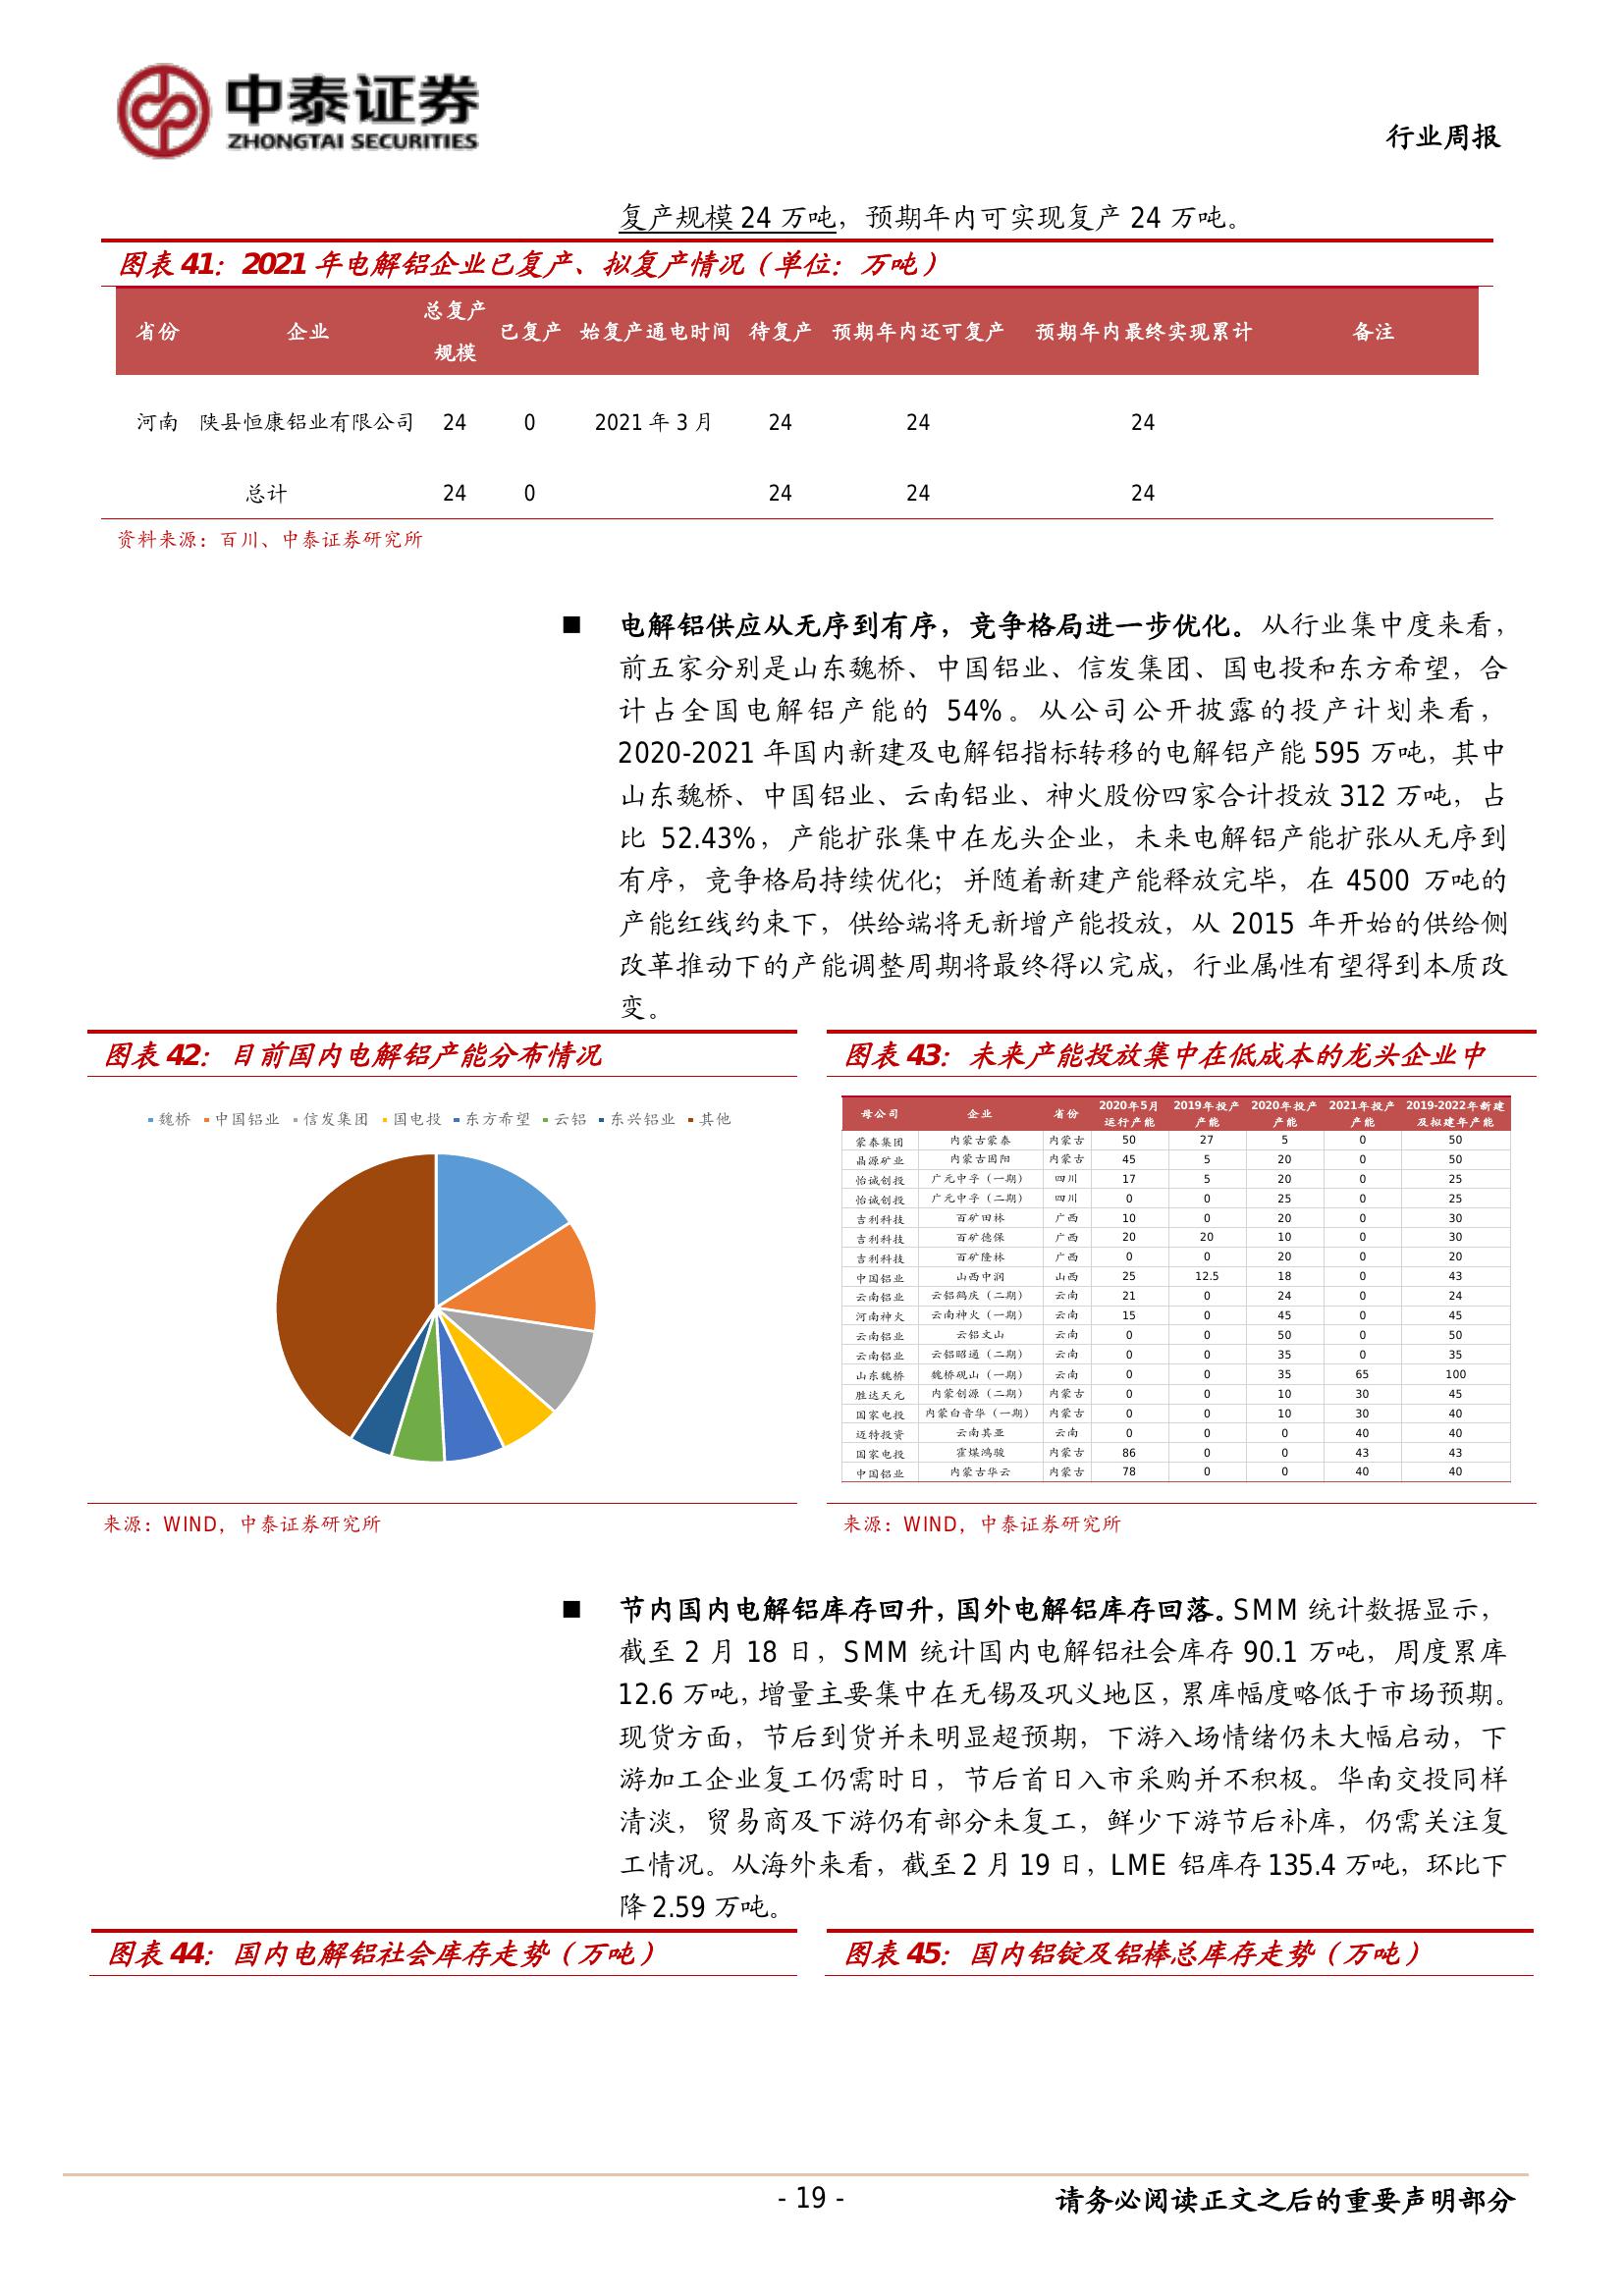 中泰证券
ZHONGTAI SECURITIES
行业周报
复产规模 24 万吨，预期年内可实现复产 24 万吨。
图表 41：2021 年电解铝企业已复产、拟复产情况（单位：万吨）
省份 企业 总复产规模 已复产 始复产通电时间 待复产 预期年内还可复产 预期年内最终实现累计 备注
河南 陕县恒康铝业有限公司 24 0 2021 年 3 月 24 24 24
总计 24 0 24 24 24
资料来源：百川、中泰证券研究所
■ 电解铝供应从无序到有序，竞争格局进一步优化。从行业集中度来看，
前五家分别是山东魏桥、中国铝业、信发集团、国电投和东方希望，合
计占全国电解铝产能的 54%。从公司公开披露的投产计划来看，
2020-2021 年国内新建及电解铝指标转移的电解铝产能 595 万吨，其中
山东魏桥、中国铝业、云南铝业、神火股份四家合计投放 312 万吨，占
比 52.43%，产能扩张集中在龙头企业，未来电解铝产能扩张从无序到
有序，竞争格局持续优化；并随着新建产能释放完毕，在 4500 万吨的
产能红线约束下，供给端将无新增产能投放，从 2015 年开始的供给侧
改革推动下的产能调整周期将最终得以完成，行业属性有望得到本质改
变。
图表 42：目前国内电解铝产能分布情况
魏桥 中国铝业 信发集团 国电投 东方希望 云铝 东兴铝业 其他
来源：WIND，中泰证券研究所
图表 43：未来产能投放集中在低成本的龙头企业中
母公司 企业 省份 2020年5月运行产能 2019年投产产能 2020年投产产能 2021年投产产能 2019-2022年新建及拟建年产能
蒙泰集团 内蒙古蒙泰 内蒙古 50 27 5 0 50
晶源矿业 内蒙古固阳 内蒙古 45 5 20 0 50
怡诚创投 广元中孚（一期） 四川 17 5 20 0 25
怡诚创投 广元中孚（二期） 四川 0 0 25 0 25
吉利科技 百矿田林 广西 10 0 20 0 30
吉利科技 百矿德保 广西 20 20 10 0 30
吉利科技 百矿隆林 广西 0 0 20 0 20
中国铝业 山西中润 山西 25 12.5 18 0 43
云南铝业 云铝鹤庆（二期） 云南 21 0 24 0 24
河南神火 云南神火（一期） 云南 15 0 45 0 45
云南铝业 云铝文山 云南 0 0 50 0 50
云南铝业 云铝昭通（二期） 云南 0 0 35 0 35
山东魏桥 魏桥砚山（一期） 云南 0 0 35 65 100
胜达天元 内蒙创源（二期） 内蒙古 0 0 10 30 45
国家电投 内蒙白音华（一期） 内蒙古 0 0 10 30 40
迈特投资 云南其亚 云南 0 0 0 40 40
国家电投 霍煤鸿骏 内蒙古 86 0 0 43 43
中国铝业 内蒙古华云 内蒙古 78 0 0 40 40
来源：WIND，中泰证券研究所
■ 节内国内电解铝库存回升，国外电解铝库存回落。SMM 统计数据显示，
截至 2 月 18 日，SMM 统计国内电解铝社会库存 90.1 万吨，周度累库
12.6 万吨，增量主要集中在无锡及巩义地区，累库幅度略低于市场预期。
现货方面，节后到货并未明显超预期，下游入场情绪仍未大幅启动，下
游加工企业复工仍需时日，节后首日入市采购并不积极。华南交投同样
清淡，贸易商及下游仍有部分未复工，鲜少下游节后补库，仍需关注复
工情况。从海外来看，截至 2 月 19 日，LME 铝库存 135.4 万吨，环比下
降 2.59 万吨。
图表 44：国内电解铝社会库存走势（万吨）
图表 45：国内铝锭及铝棒总库存走势（万吨）
- 19 -
请务必阅读正文之后的重要声明部分